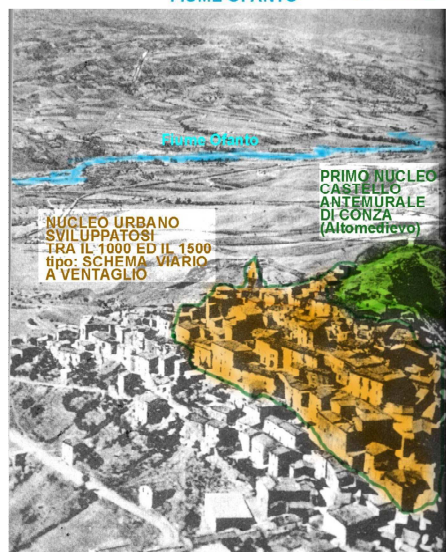 FIUME OFANTO
Fiume Ofanto
PRIMO NUCLEO
CASTELLO
ANTEMURALE
DI CONZA
(Altomedievo)
NUCLEO URBANO
SVILUPPATOSI
TRA IL 1000 ED IL 1500
tipo: SCHEMA VIARIO
A VENTAGLIO